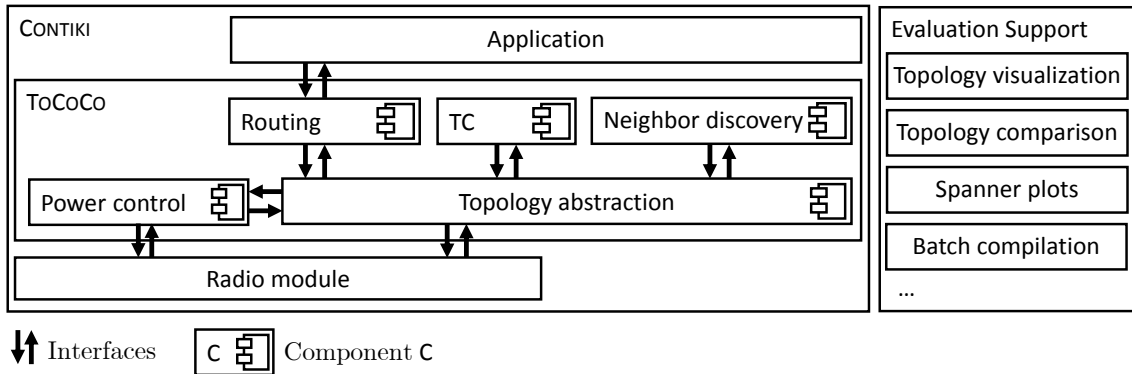 CONTIKI
Application
TOCOCO
Routing
TC
Neighbor discovery
Power control
Topology abstraction
Radio module
Evaluation Support
Topology visualization
Topology comparison
Spanner plots
Batch compilation
...
Interfaces
C
Component C